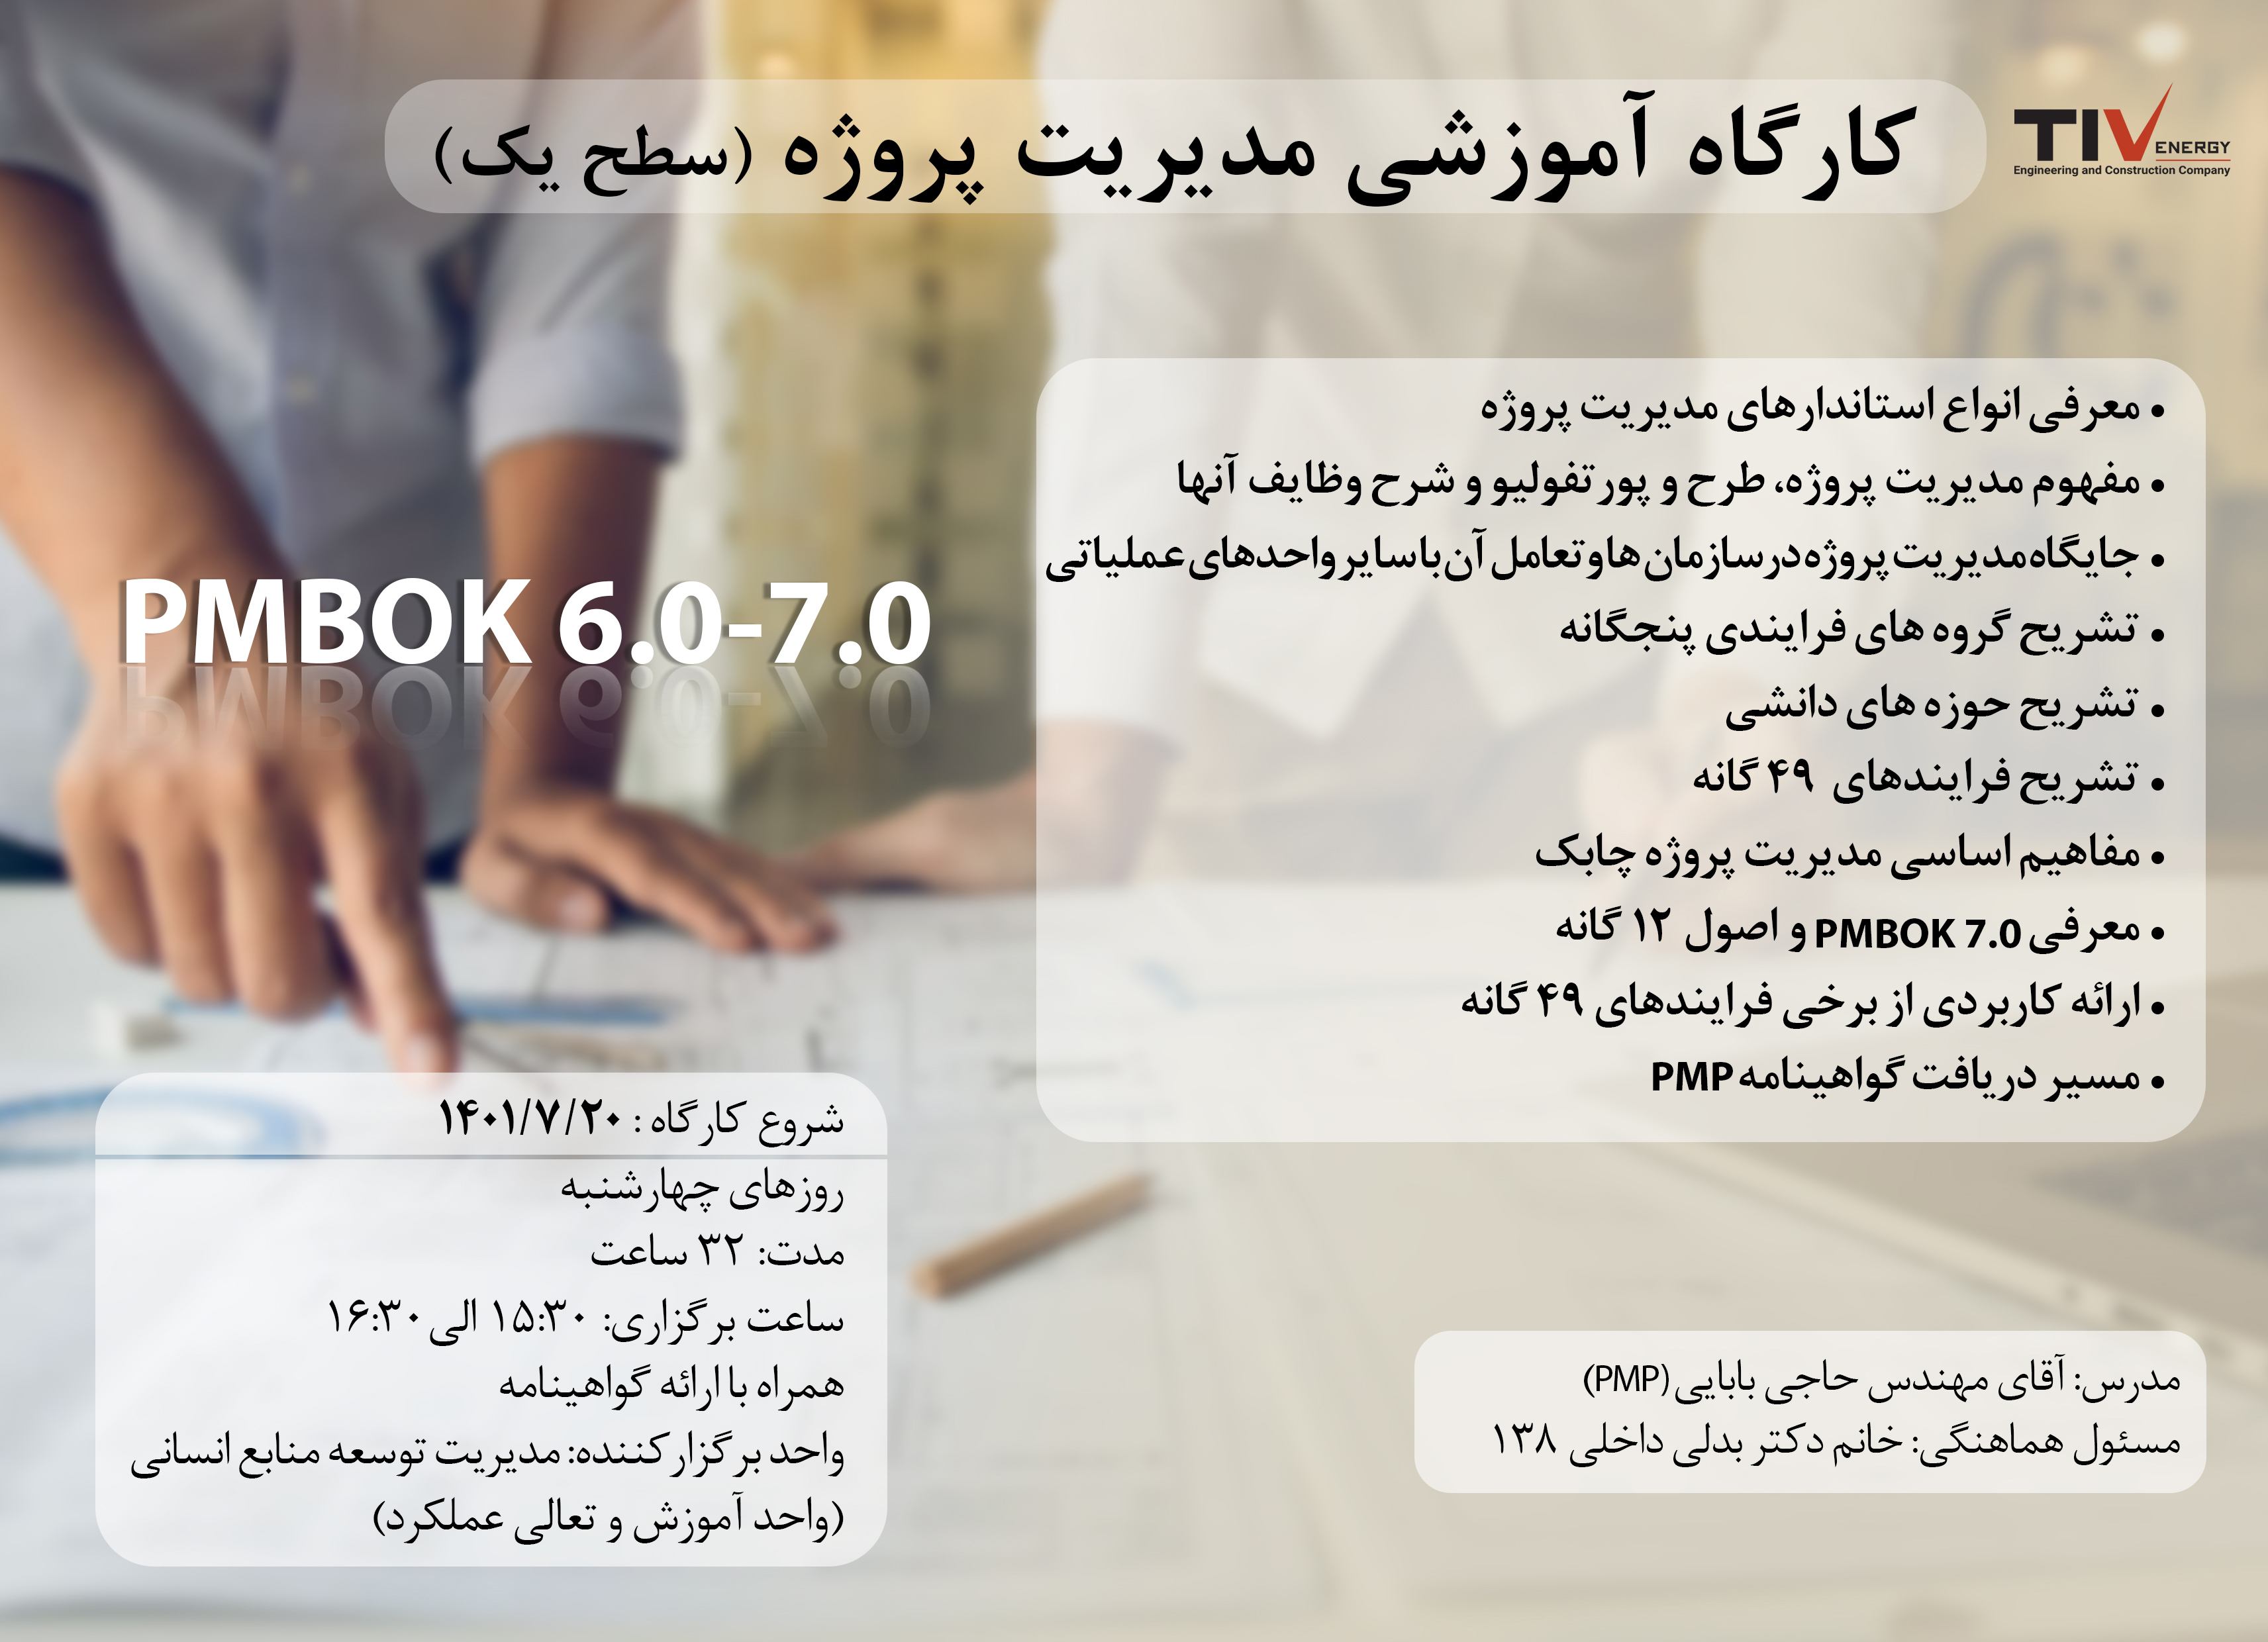 کارگاه آموزشی مدیریت پروژه (سطح یک)
TIV ENERGY
Engineering and Construction Company
• معرفی انواع استاندارهای مدیریت پروژه
• مفهوم مدیریت پروژه، طرح و پورتفولیو و شرح وظایف آنها
• جایگاه مدیریت پروژه در سازمان ها و تعامل آن با سایر واحدهای عملیاتی
• تشریح گروه های فرایندی پنجگانه
• تشریح حوزه های دانشی
• تشریح فرایندهای ۴۹ گانه
• مفاهیم اساسی مدیریت پروژه چابک
• معرفی PMBOK 7.0 و اصول ۱۲ گانه
• ارائه کاربردی از برخی فرایندهای ۴۹ گانه
• مسیر دریافت گواهینامه PMP
PMBOK 6.0-7.0
شروع کارگاه : ۱۴۰۱/۷/۲۰
روزهای چهارشنبه
مدت: ۳۲ ساعت
ساعت برگزاری: ۱۵:۳۰ الی ۱۶:۳۰
همراه با ارائه گواهینامه
واحد برگزارکننده: مدیریت توسعه منابع انسانی
(واحد آموزش و تعالی عملکرد)
مدرس: آقای مهندس حاجی بابایی (PMP)
مسئول هماهنگی: خانم دکتر بدلی داخلی ۱۳۸